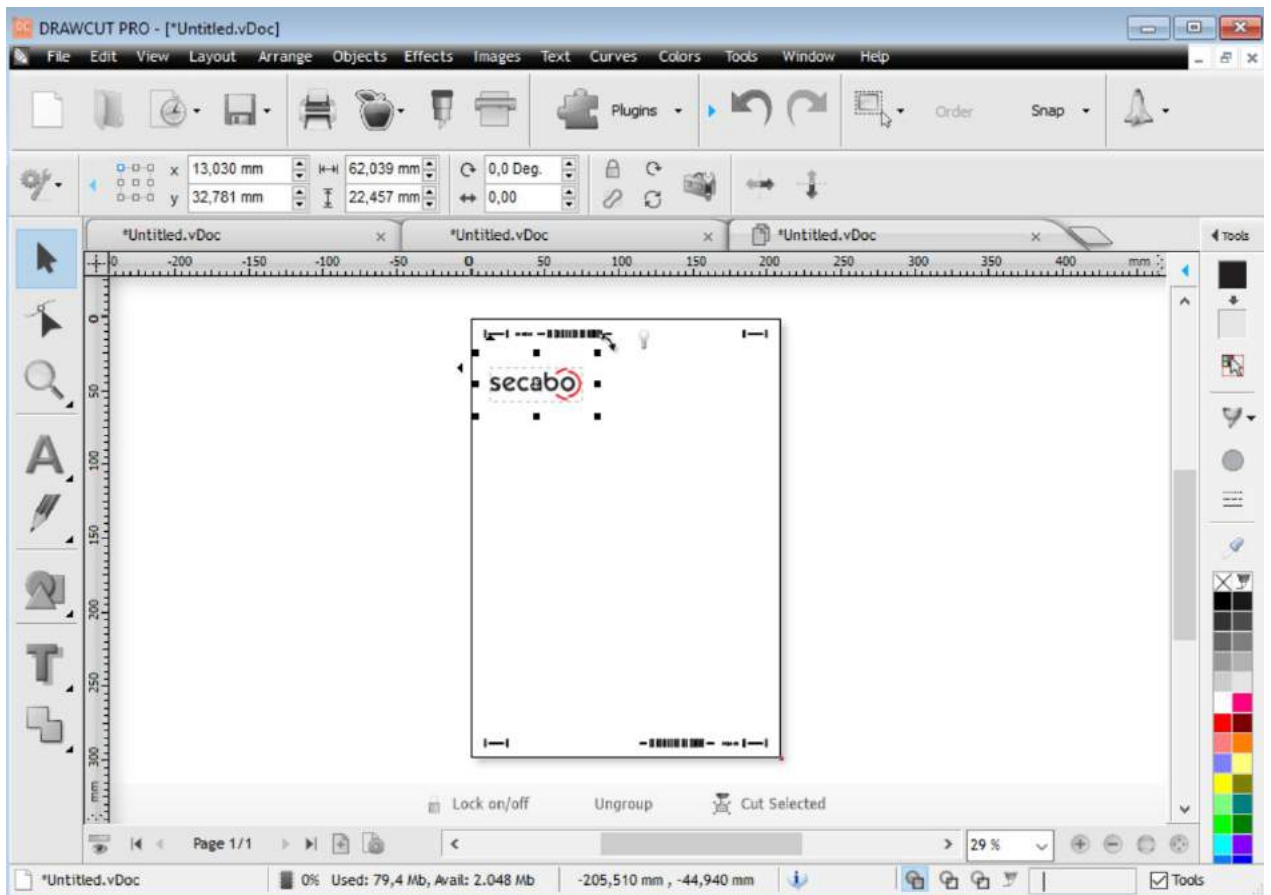 DRAWCUT PRO - [*Untitled.vDoc]
File Edit View Layout Arrange Objects Effects Images Text Curves Colors Tools Window Help
Plugins Order Snap
x 13,030 mm 62,039 mm 0,0 Deg.
y 32,781 mm 22,457 mm 0,00
*Untitled.vDoc *Untitled.vDoc *Untitled.vDoc Tools
0 -200 -150 -100 -50 0 50 100 150 200 250 300 350 400 mm
0
50
100
150
200
250
300
mm
secabo
Lock on/off Ungroup Cut Selected
Page 1/1 29 %
*Untitled.vDoc 0% Used: 79,4 Mb, Avail: 2.048 Mb -205,510 mm , -44,940 mm Tools